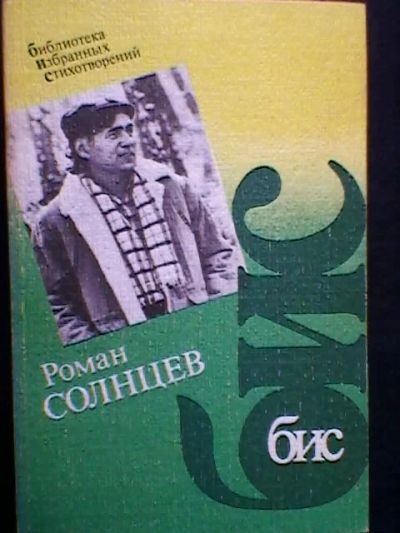 библиотека
избранных
стихотворений
бис
Роман
СОЛНЦЕВ
бис